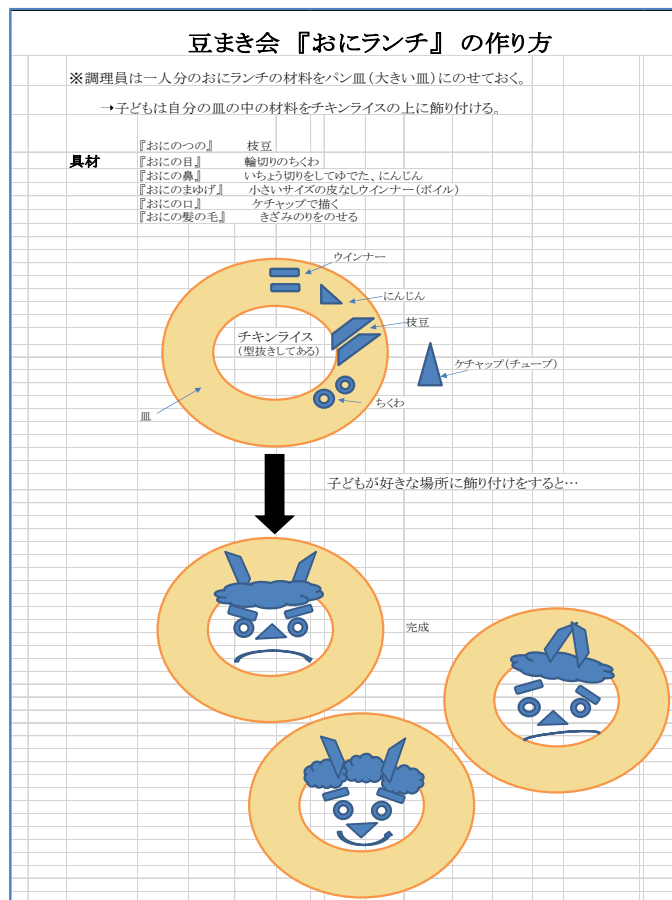 豆まき会 『おにランチ』 の作り方
※調理員は一人分のおにランチの材料をパン皿(大きい皿)にのせておく。
→子どもは自分の皿の中の材料をチキンライスの上に飾り付ける。
『おにのつの』 枝豆
具材 『おにの目』 輪切りのちくわ
『おにの鼻』 いちょう切りをしてゆでた、にんじん
『おにのまゆげ』 小さいサイズの皮なしウインナー(ボイル)
『おにの口』 ケチャップで描く
『おにの髪の毛』 きざみのりをのせる
ウインナー
にんじん
枝豆
チキンライス
(型抜きしてある)
ケチャップ(チューブ)
ちくわ
皿
子どもが好きな場所に飾り付けをすると…
完成